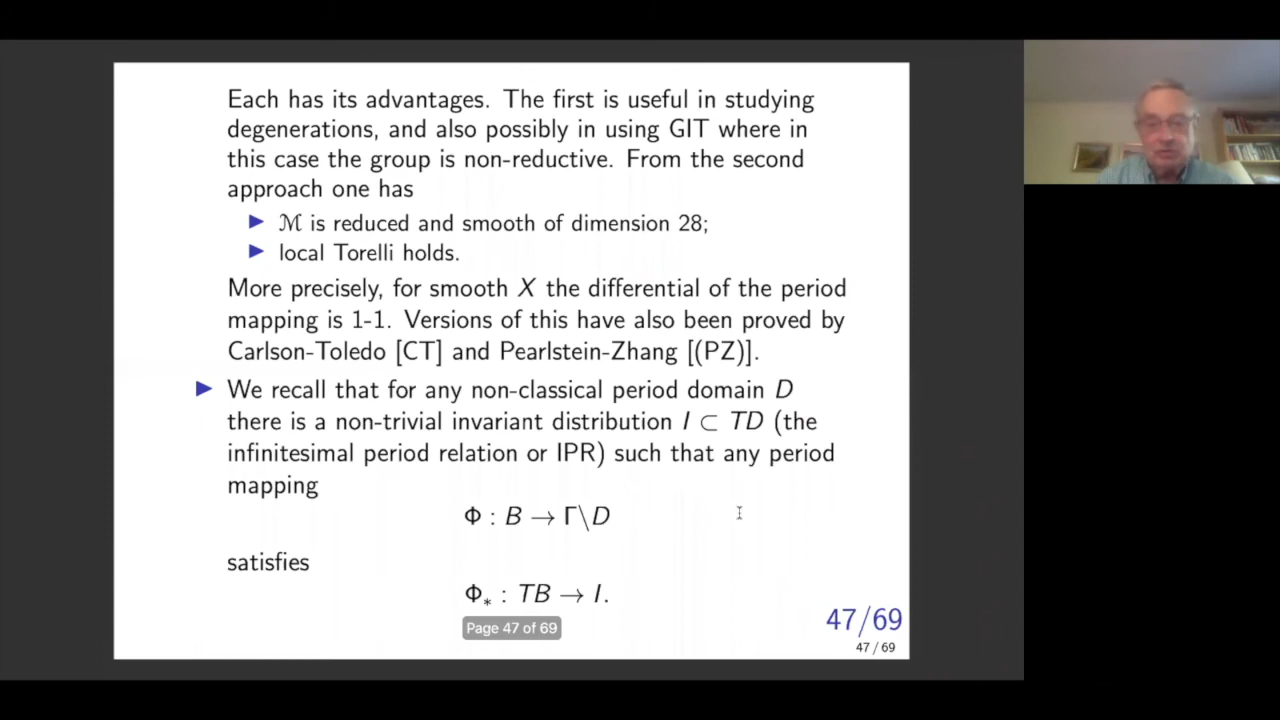 Each has its advantages. The first is useful in studying
degenerations, and also possibly in using GIT where in
this case the group is non-reductive. From the second
approach one has
▶ ℳ is reduced and smooth of dimension 28;
▶ local Torelli holds.
More precisely, for smooth X the differential of the period
mapping is 1-1. Versions of this have also been proved by
Carlson-Toledo [CT] and Pearlstein-Zhang [(PZ)].
▶ We recall that for any non-classical period domain D
there is a non-trivial invariant distribution I ⊂ TD (the
infinitesimal period relation or IPR) such that any period
mapping
Φ : B → Γ\D
satisfies
Φ∗ : TB → I.
Page 47 of 69
47/69
47 / 69